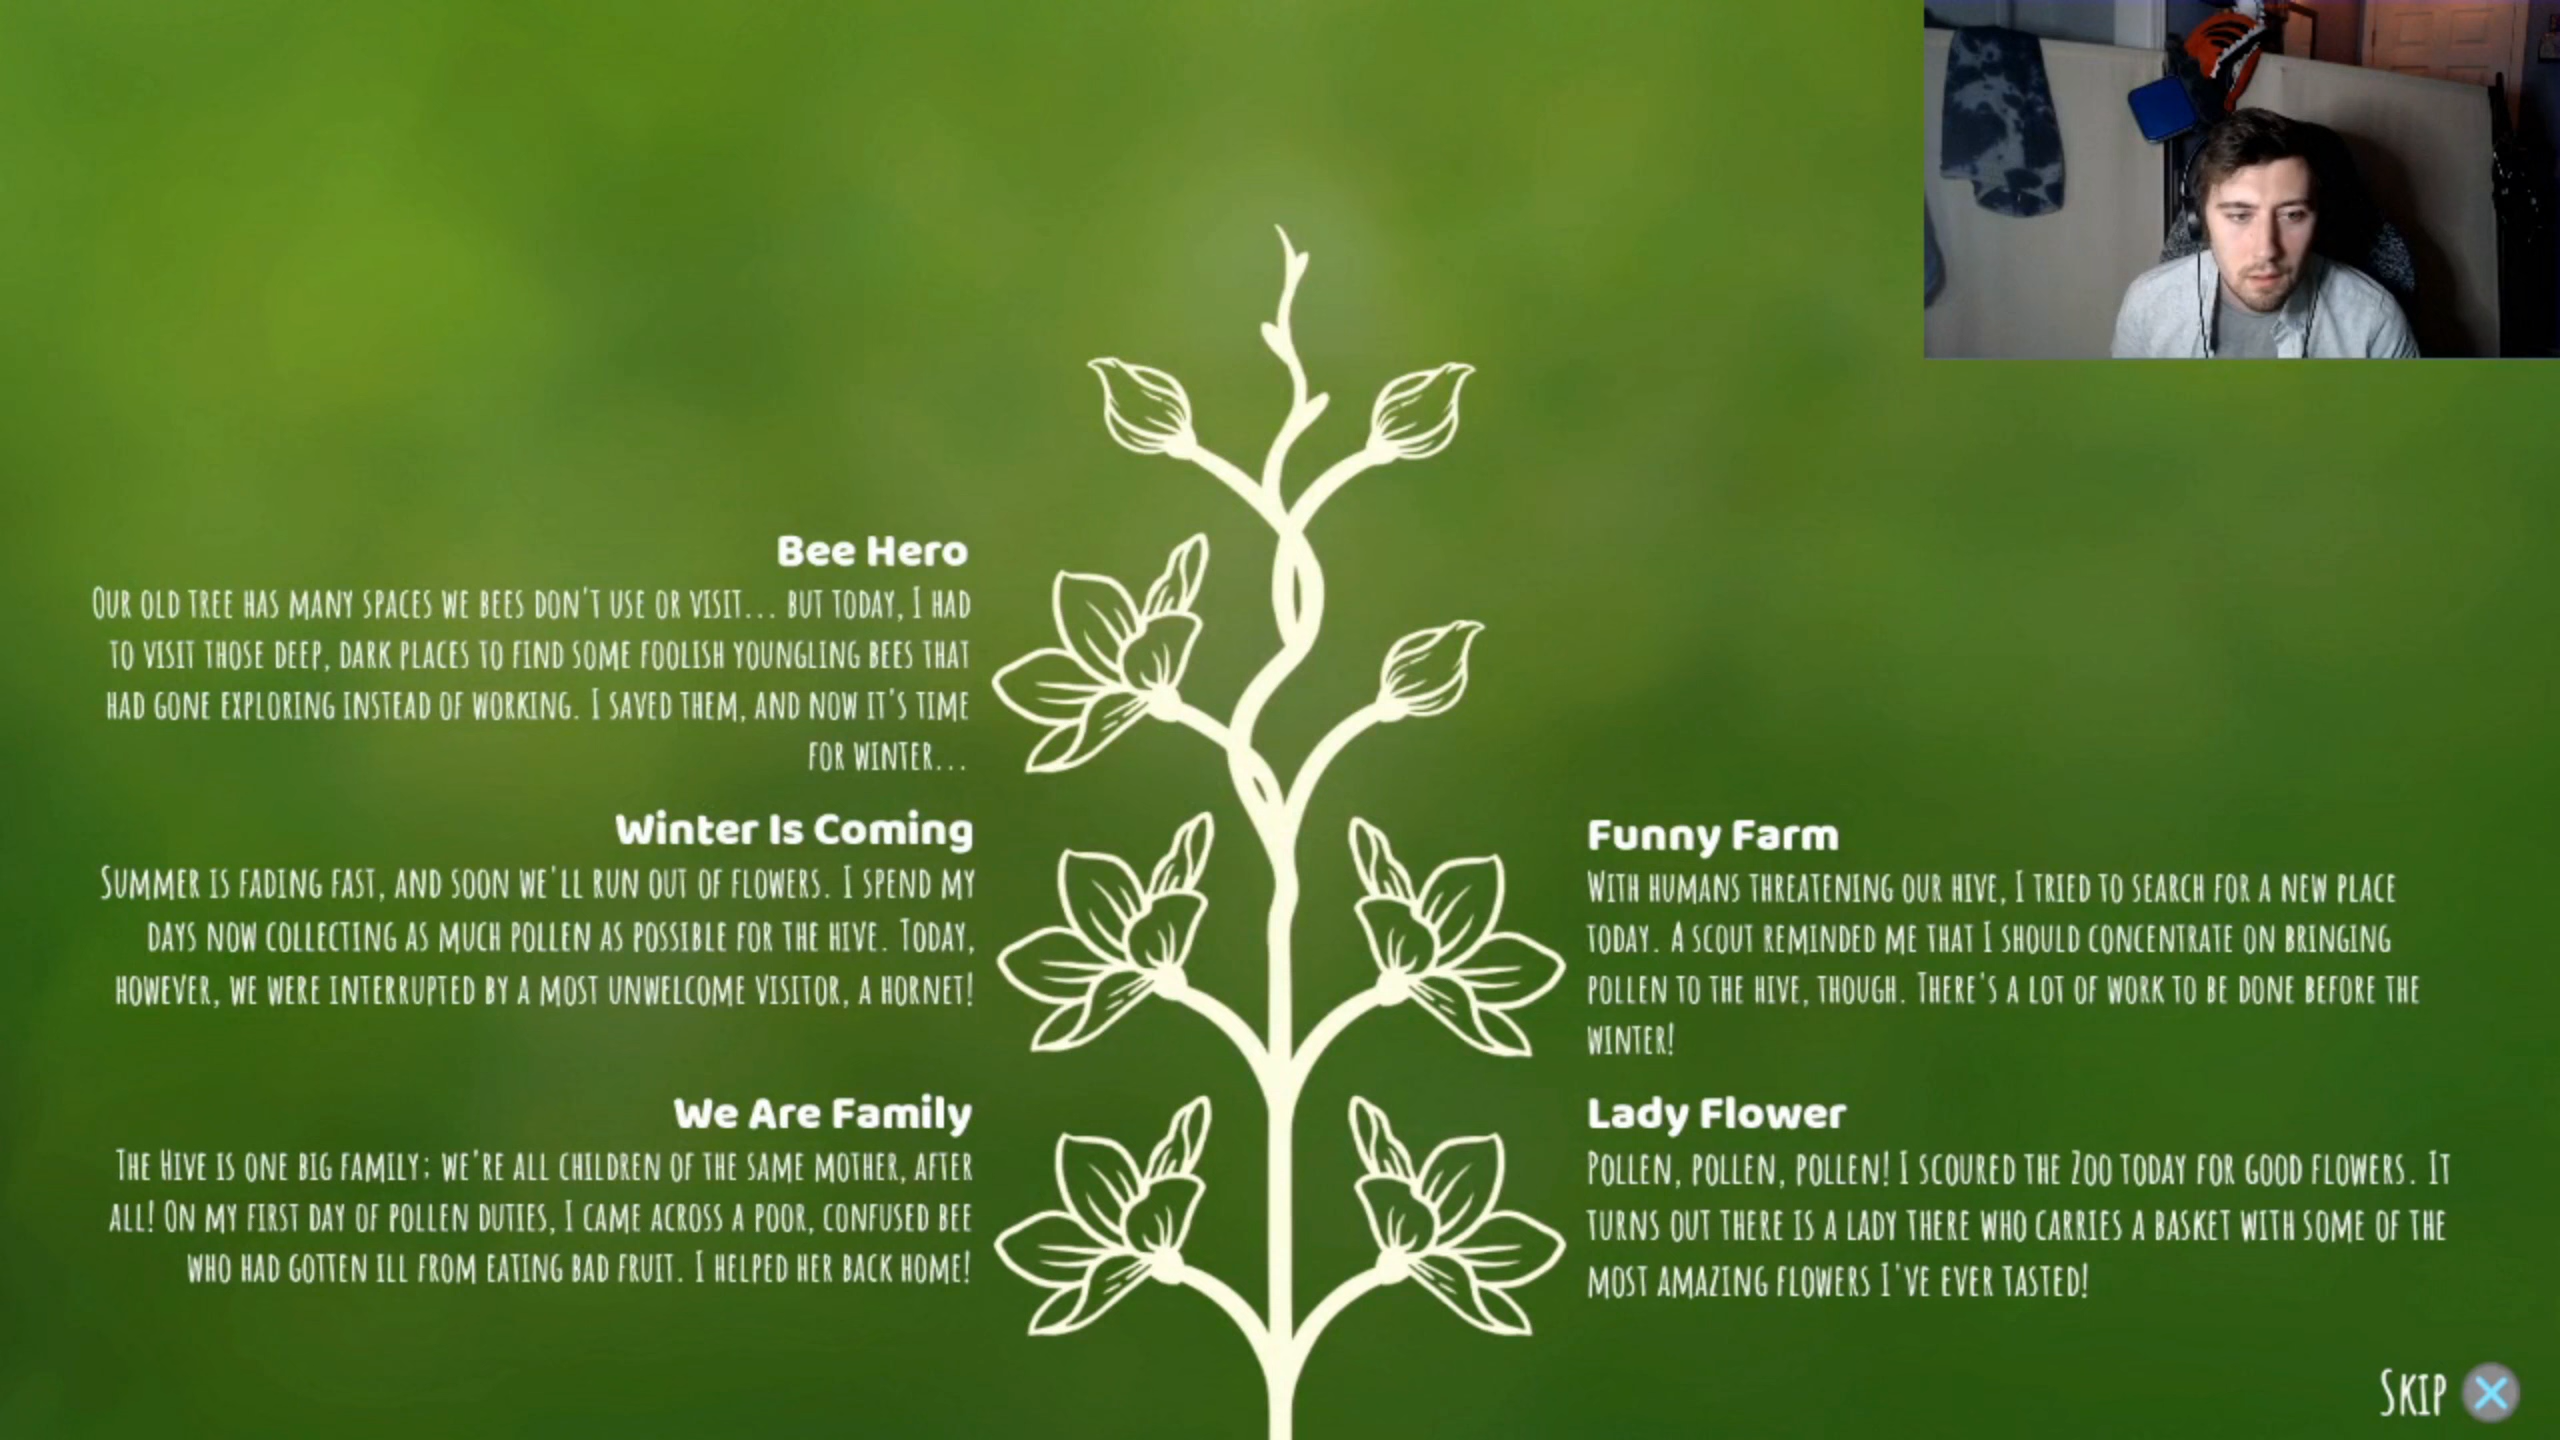 Bee Hero
Our old tree has many spaces we bees don't use or visit... but today, I had
to visit those deep, dark places to find some foolish youngling bees that
had gone exploring instead of working. I saved them, and now it's time
for winter...
Winter Is Coming
Summer is fading fast, and soon we'll run out of flowers. I spend my
days now collecting as much pollen as possible for the hive. Today,
however, we were interrupted by a most unwelcome visitor, a hornet!
We Are Family
The Hive is one big family; we're all children of the same mother, after
all! On my first day of pollen duties, I came across a poor, confused bee
who had gotten ill from eating bad fruit. I helped her back home!
Funny Farm
With humans threatening our hive, I tried to search for a new place
today. A scout reminded me that I should concentrate on bringing
pollen to the hive, though. There's a lot of work to be done before the
winter!
Lady Flower
Pollen, pollen, pollen! I scoured the Zoo today for good flowers. It
turns out there is a lady there who carries a basket with some of the
most amazing flowers I've ever tasted!
Skip